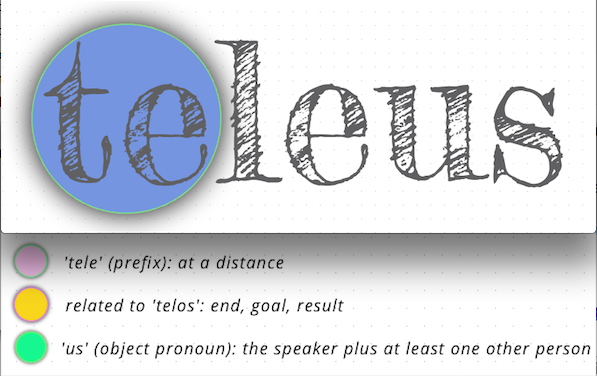 teleus
'tele' (prefix): at a distance
related to 'telos': end, goal, result
'us' (object pronoun): the speaker plus at least one other person